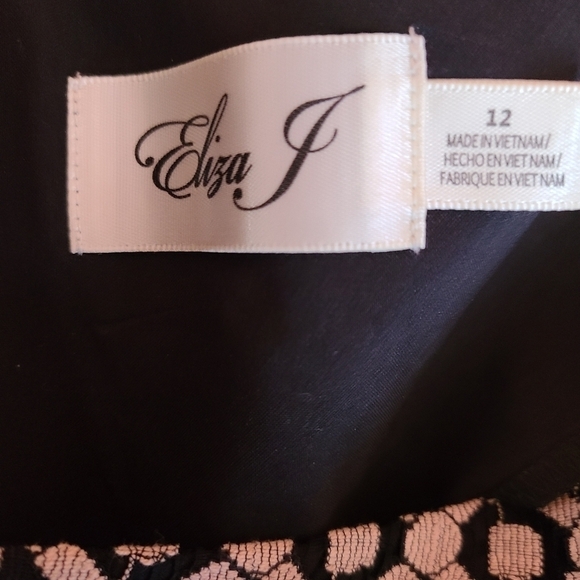 Eliza J
12
MADE IN VIETNAM/
HECHO EN VIET NAM/
FABRIQUE EN VIET NAM